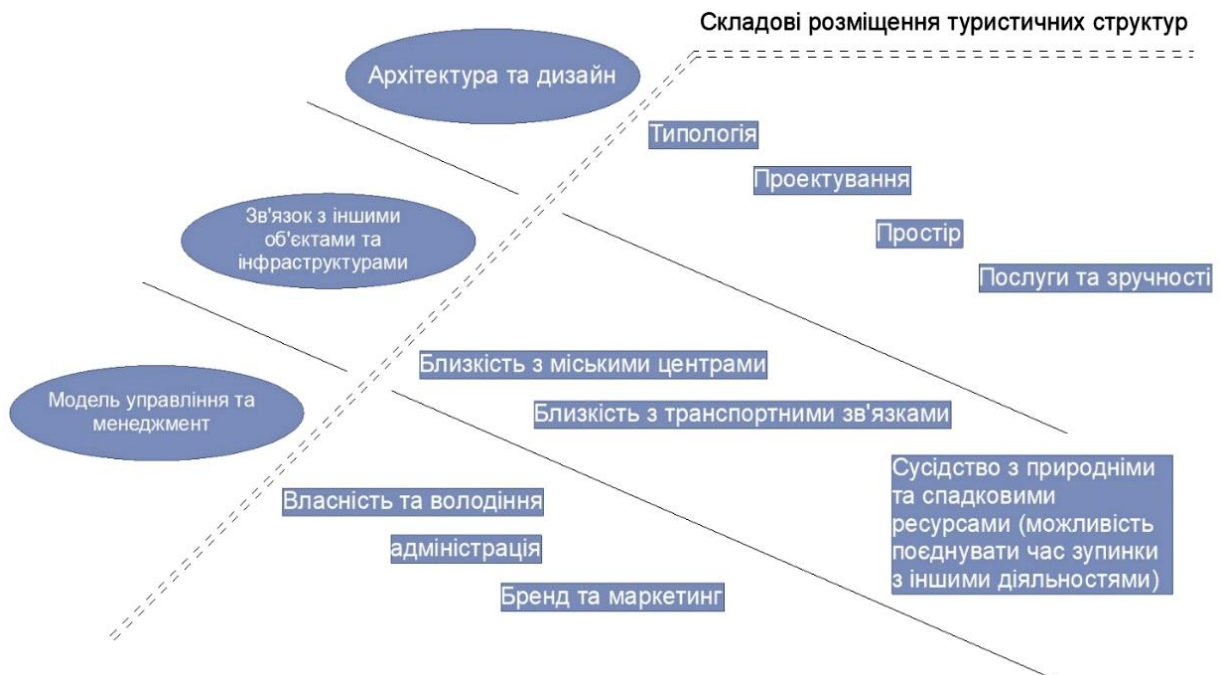 Складові розміщення туристичних структур
Архітектура та дизайн
Типологія
Проектування
Простір
Послуги та зручності
Зв'язок з іншими
об'єктами та
інфраструктурами
Близкість з міськими центрами
Близкість з транспортними зв'язками
Сусідство з природніми
та спадковими
ресурсами (можливість
поєднувати час зупинки
з іншими діяльностями)
Модель управління та
менеджмент
Власність та володіння
адміністрація
Бренд та маркетинг